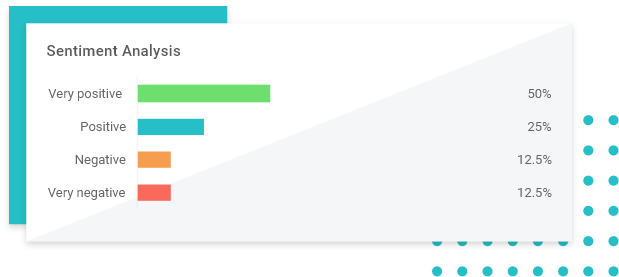 Sentiment Analysis
Very positive 50%
Positive 25%
Negative 12.5%
Very negative 12.5%